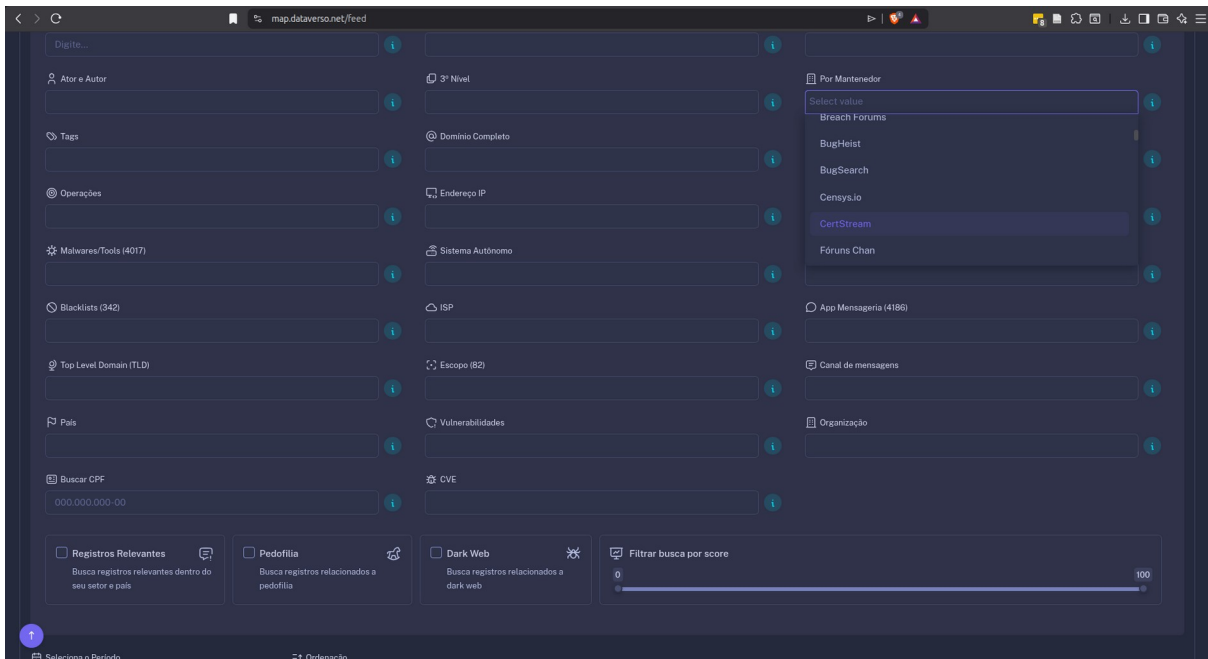 map.dataverso.net/feed
Digite...
Ator e Autor
3º Nível
Por Mantenedor
Select value
Breach Forums
Tags
Domínio Completo
BugHeist
BugSearch
Operações
Endereço IP
Censys.io
CertStream
Malwares/Tools (4017)
Sistema Autônomo
Fóruns Chan
Blacklists (342)
ISP
App Mensageria (4186)
Top Level Domain (TLD)
Escopo (82)
Canal de mensagens
País
Vulnerabilidades
Organização
Buscar CPF
CVE
000.000.000-00
Registros Relevantes
Busca registros relevantes dentro do
seu setor e país
Pedofilia
Busca registros relacionados a
pedofilia
Dark Web
Busca registros relacionados a
dark web
Filtrar busca por score
0
100
Seleciona o Período
Ordenação